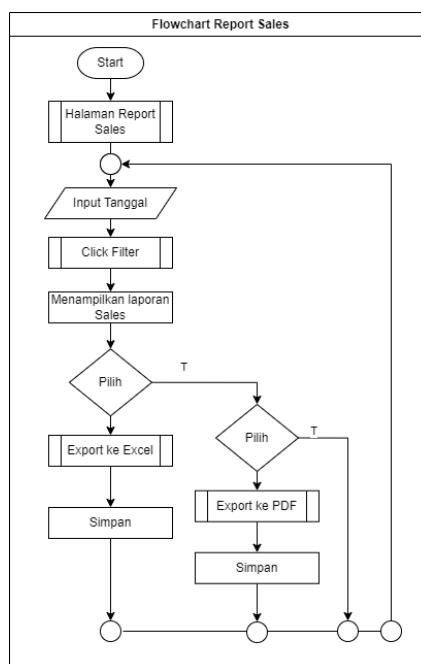 Flowchart Report Sales
Start
Halaman Report
Sales
Input Tanggal
Click Filter
Menampilkan laporan
Sales
Pilih
T
Pilih
T
Export ke Excel
Export ke PDF
Simpan
Simpan